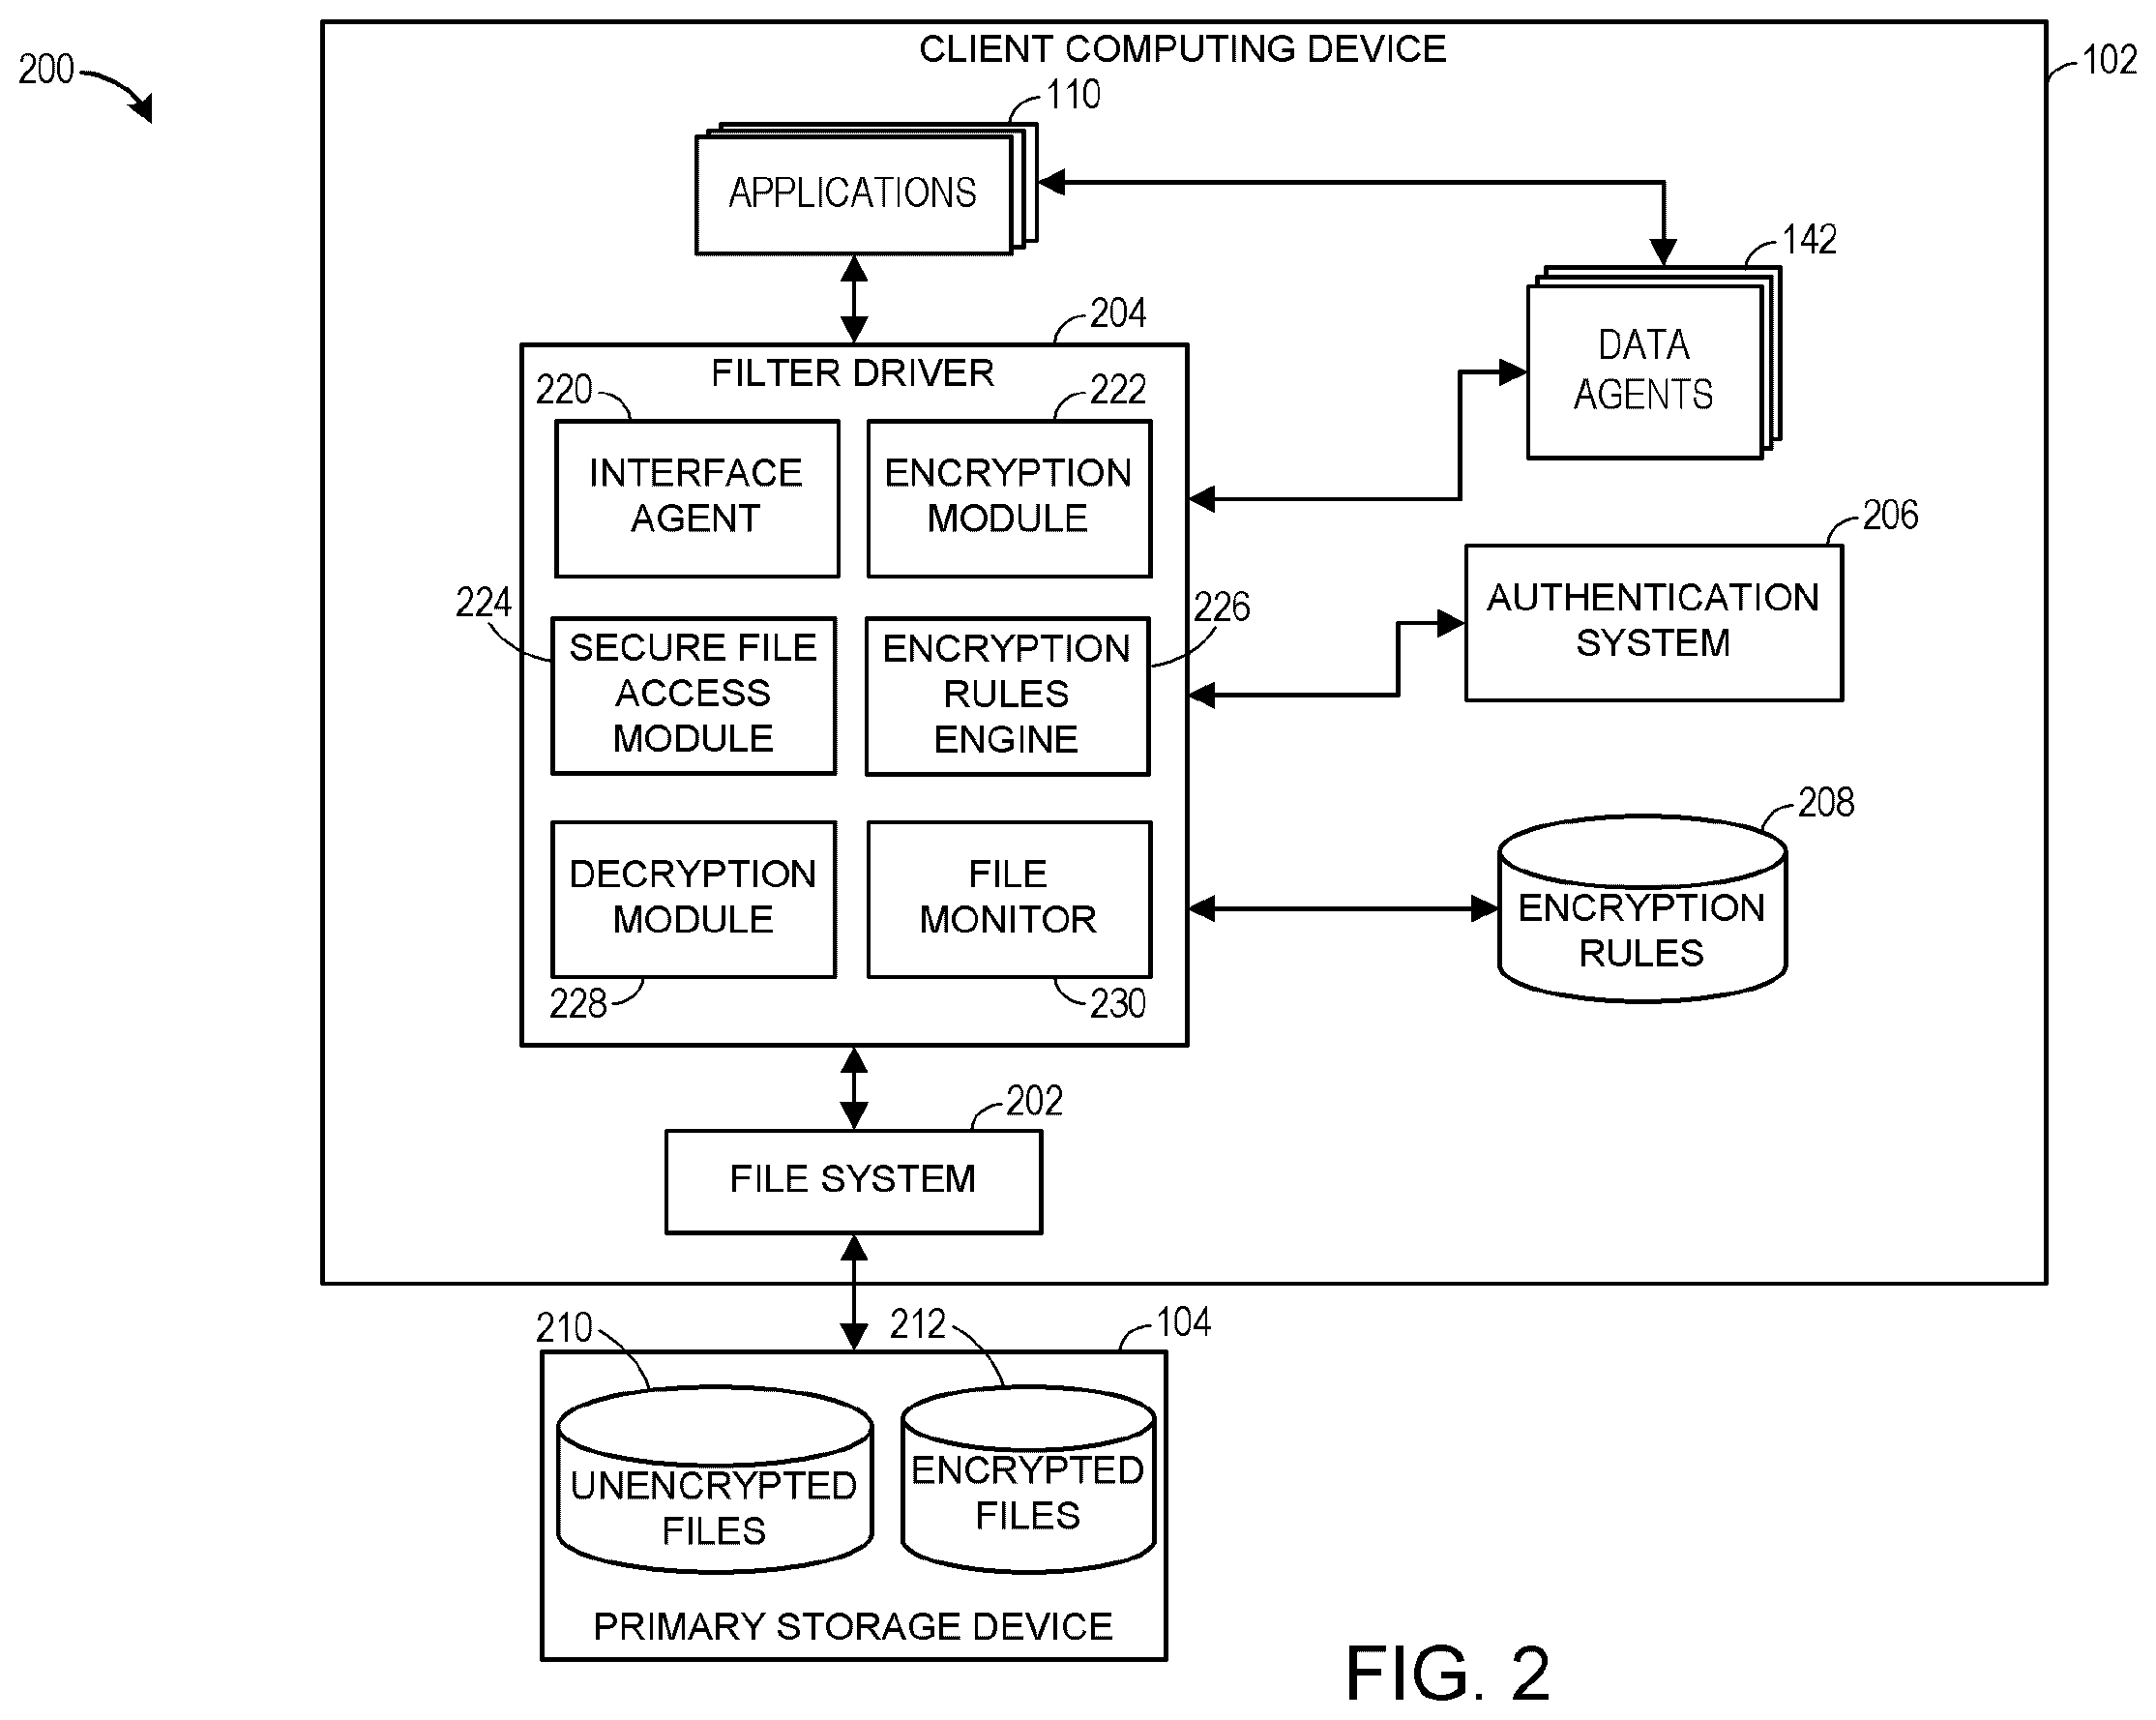 CLIENT COMPUTING DEVICE
200
102
110
APPLICATIONS
142
DATA
AGENTS
204
FILTER DRIVER
220
222
INTERFACE
AGENT
ENCRYPTION
MODULE
206
AUTHENTICATION
SYSTEM
224
226
SECURE FILE
ACCESS
MODULE
ENCRYPTION
RULES
ENGINE
208
ENCRYPTION
RULES
DECRYPTION
MODULE
FILE
MONITOR
228
230
202
FILE SYSTEM
210
212
104
UNENCRYPTED
FILES
ENCRYPTED
FILES
PRIMARY STORAGE DEVICE
FIG. 2